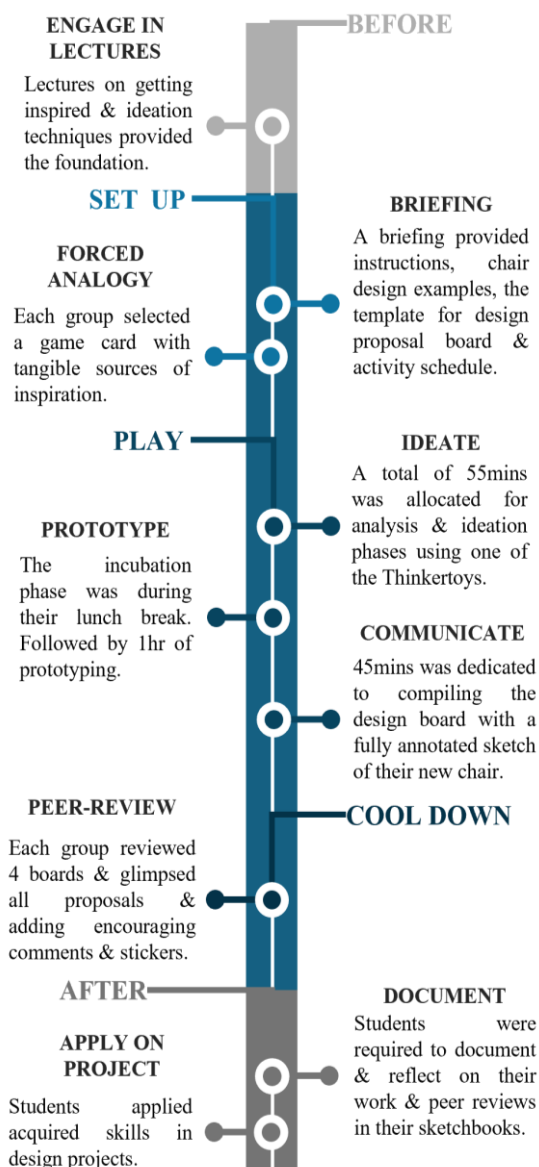 BEFORE
ENGAGE IN
LECTURES
Lectures on getting
inspired & ideation
techniques provided
the foundation.
SET UP
BRIEFING
A briefing provided
instructions, chair
design examples, the
template for design
proposal board &
activity schedule.
FORCED
ANALOGY
Each group selected
a game card with
tangible sources of
inspiration.
PLAY
IDEATE
A total of 55mins
was allocated for
analysis & ideation
phases using one of
the Thinkertoys.
PROTOTYPE
The incubation
phase was during
their lunch break.
Followed by 1hr of
prototyping.
COMMUNICATE
45mins was dedicated
to compiling the
design board with a
fully annotated sketch
of their new chair.
COOL DOWN
PEER-REVIEW
Each group reviewed
4 boards & glimpsed
all proposals &
adding encouraging
comments & stickers.
AFTER
DOCUMENT
Students were
required to document
& reflect on their
work & peer reviews
in their sketchbooks.
APPLY ON
PROJECT
Students applied
acquired skills in
design projects.